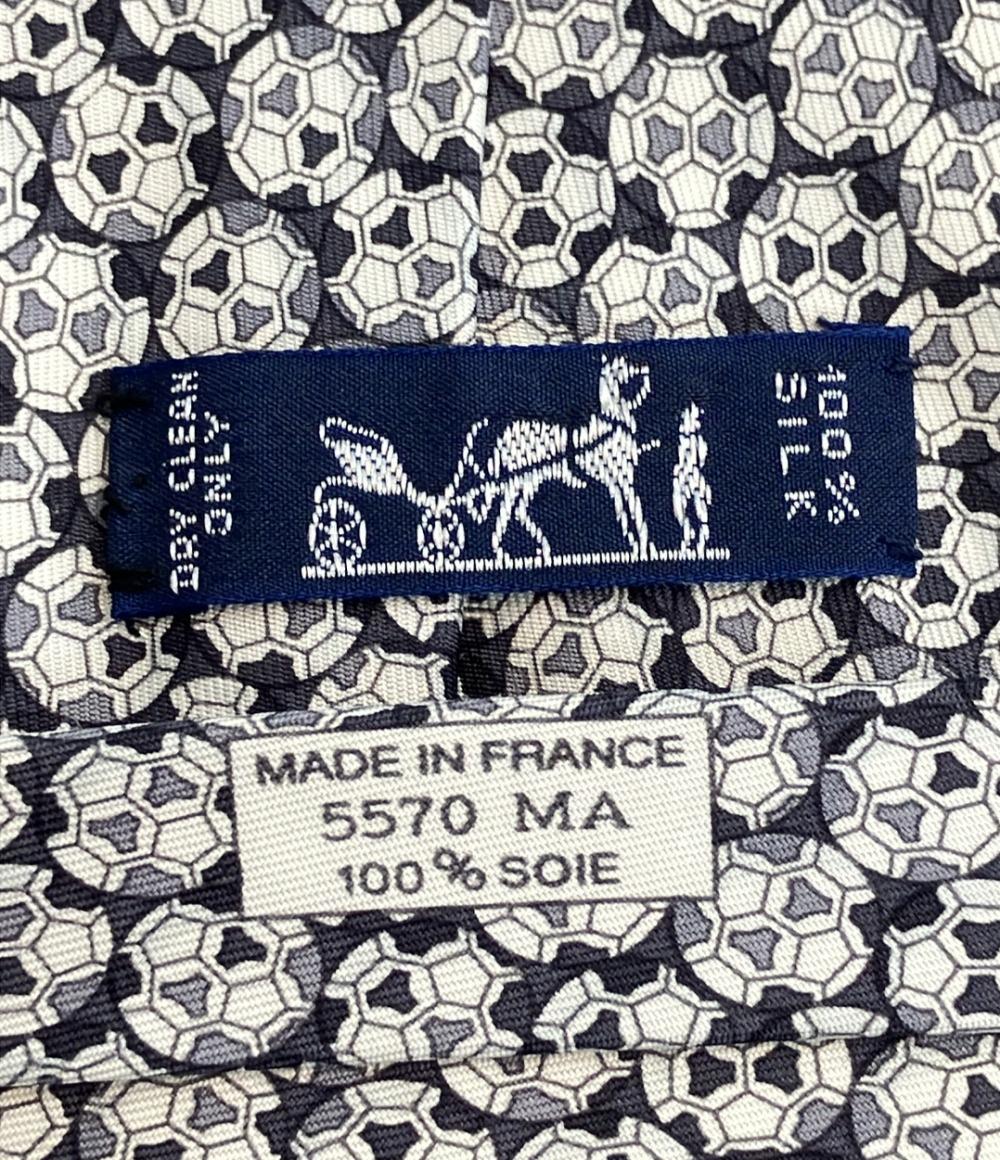 DRY CLEAN
ONLY
100%
SILK
MADE IN FRANCE
5570 MA
100% SOIE